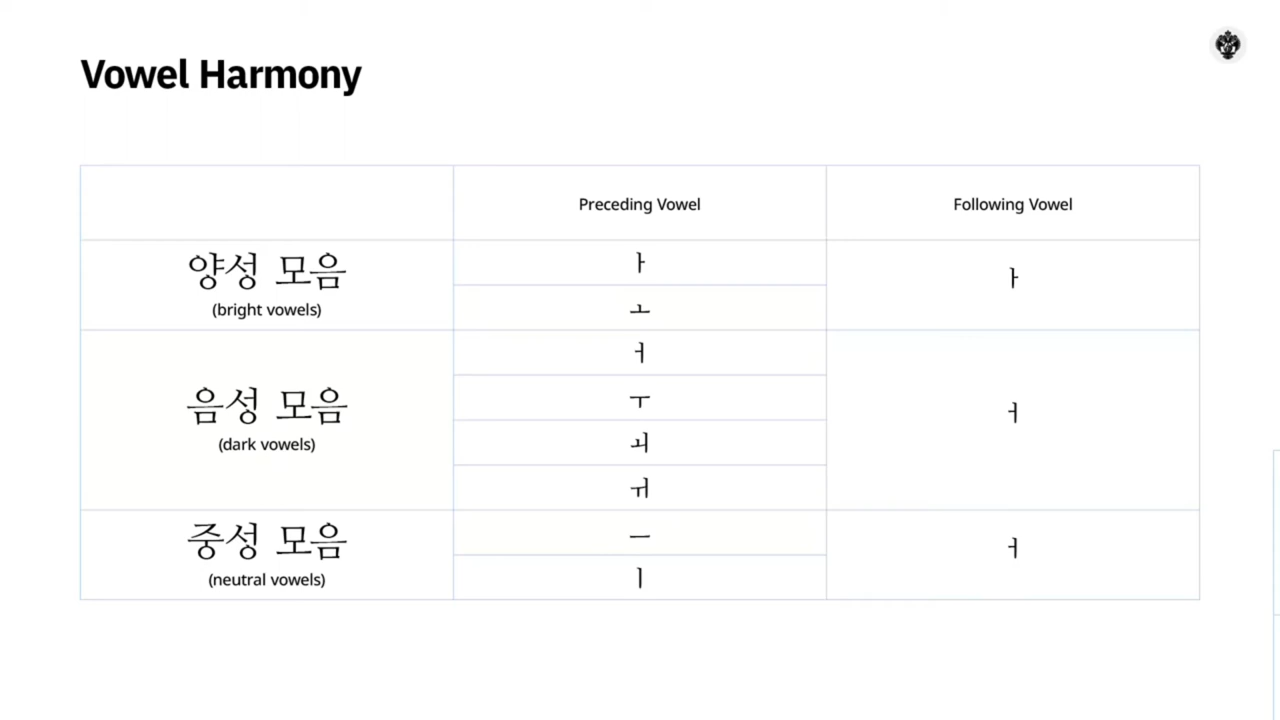 Vowel Harmony
Preceding Vowel
Following Vowel
양성 모음
(bright vowels)
ㅏ
ㅗ
ㅏ
음성 모음
(dark vowels)
ㅓ
ㅜ
ㅚ
ㅟ
ㅓ
중성 모음
(neutral vowels)
ㅡ
ㅣ
ㅓ